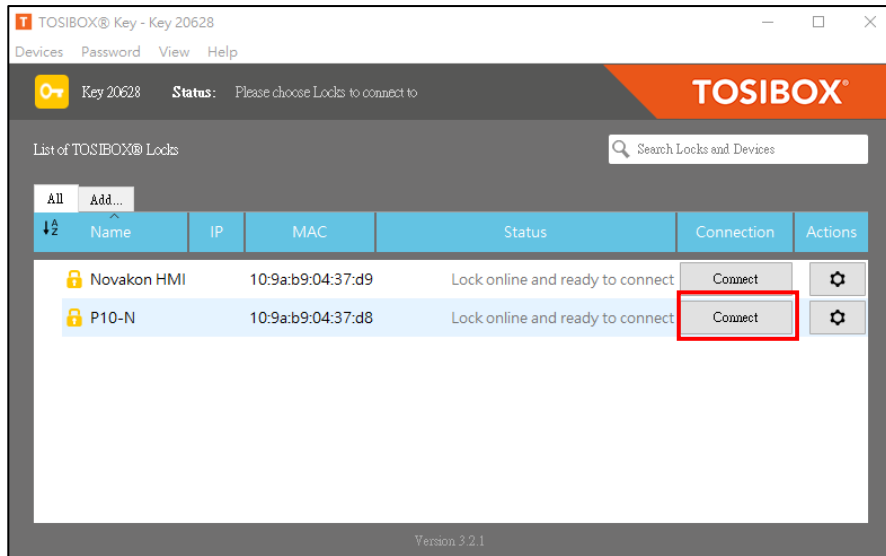 TOSIBOX® Key - Key 20628
Devices Password View Help
Key 20628 Status: Please choose Locks to connect to TOSIBOX®
List of TOSIBOX® Locks Search Locks and Devices
All Add...
Name IP MAC Status Connection Actions
Novakon HMI 10:9a:b9:04:37:d9 Lock online and ready to connect Connect
P10-N 10:9a:b9:04:37:d8 Lock online and ready to connect Connect
Version 3.2.1